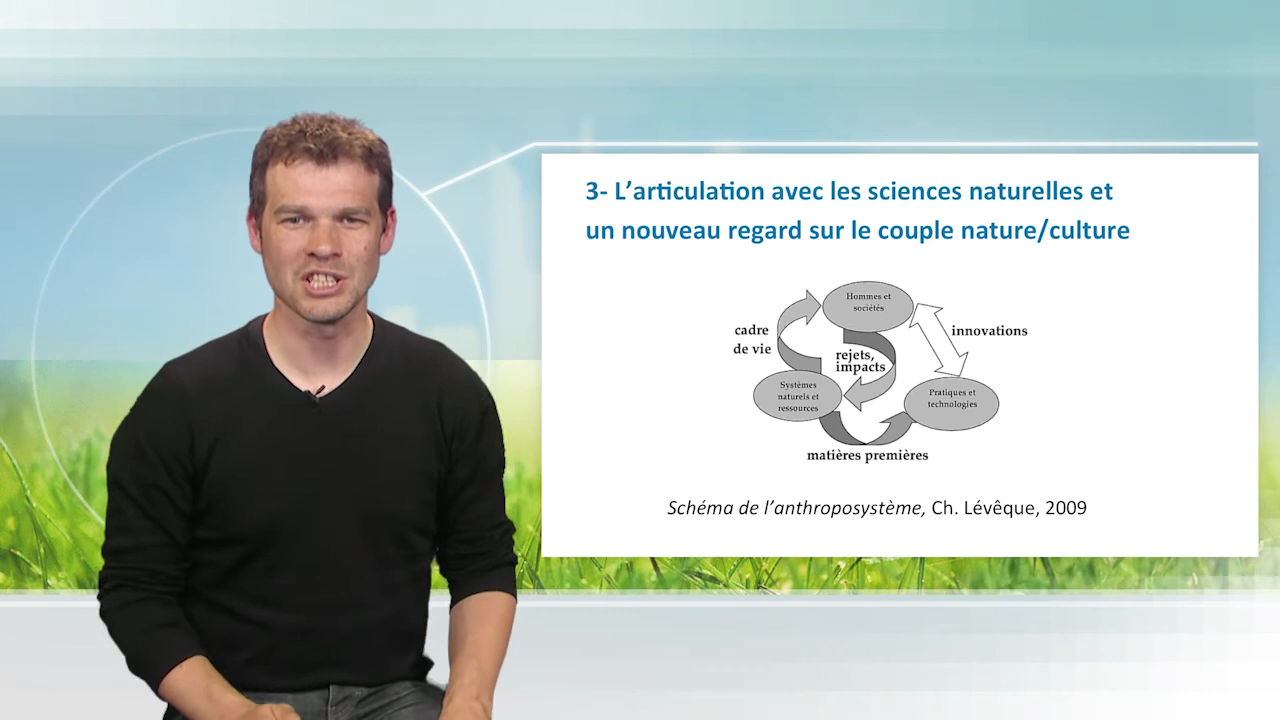 3- L’articulation avec les sciences naturelles et
un nouveau regard sur le couple nature/culture
Hommes et
sociétés
cadre
de vie
innovations
rejets,
impacts
Systèmes
naturels et
ressources
Pratiques et
technologies
matières premières
Schéma de l’anthroposystème, Ch. Lévêque, 2009